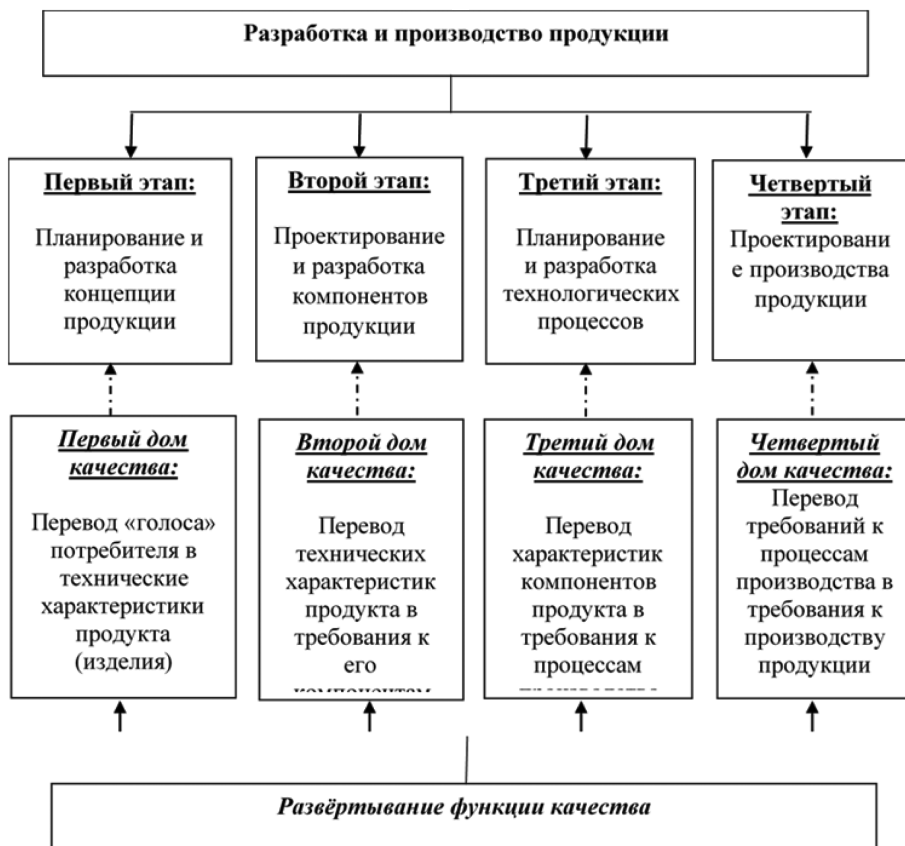 Разработка и производство продукции
Первый этап:
Планирование и
разработка
концепции
продукции
Второй этап:
Проектирование
и разработка
компонентов
продукции
Третий этап:
Планирование
и разработка
технологических
процессов
Четвертый
этап:
Проектировани
е производства
продукции
Первый дом
качества:
Перевод «голоса»
потребителя в
технические
характеристики
продукта
(изделия)
Второй дом
качества:
Перевод
технических
характеристик
продукта в
требования к
его
компонентам
Третий дом
качества:
Перевод
характеристик
компонентов
продукта в
требования к
процессам
производства
Четвертый
дом качества:
Перевод
требований к
процессам
производства в
требования к
производству
продукции
Развёртывание функции качества